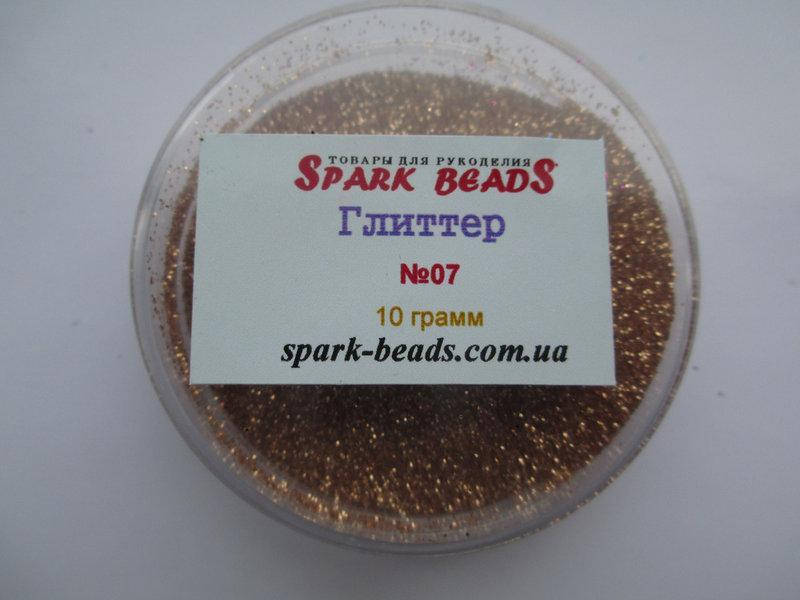 ТОВАРЫ ДЛЯ РУКОДЕЛИЯ
SPARK BEADS
Глиттер
№07
10 грамм
spark-beads.com.ua